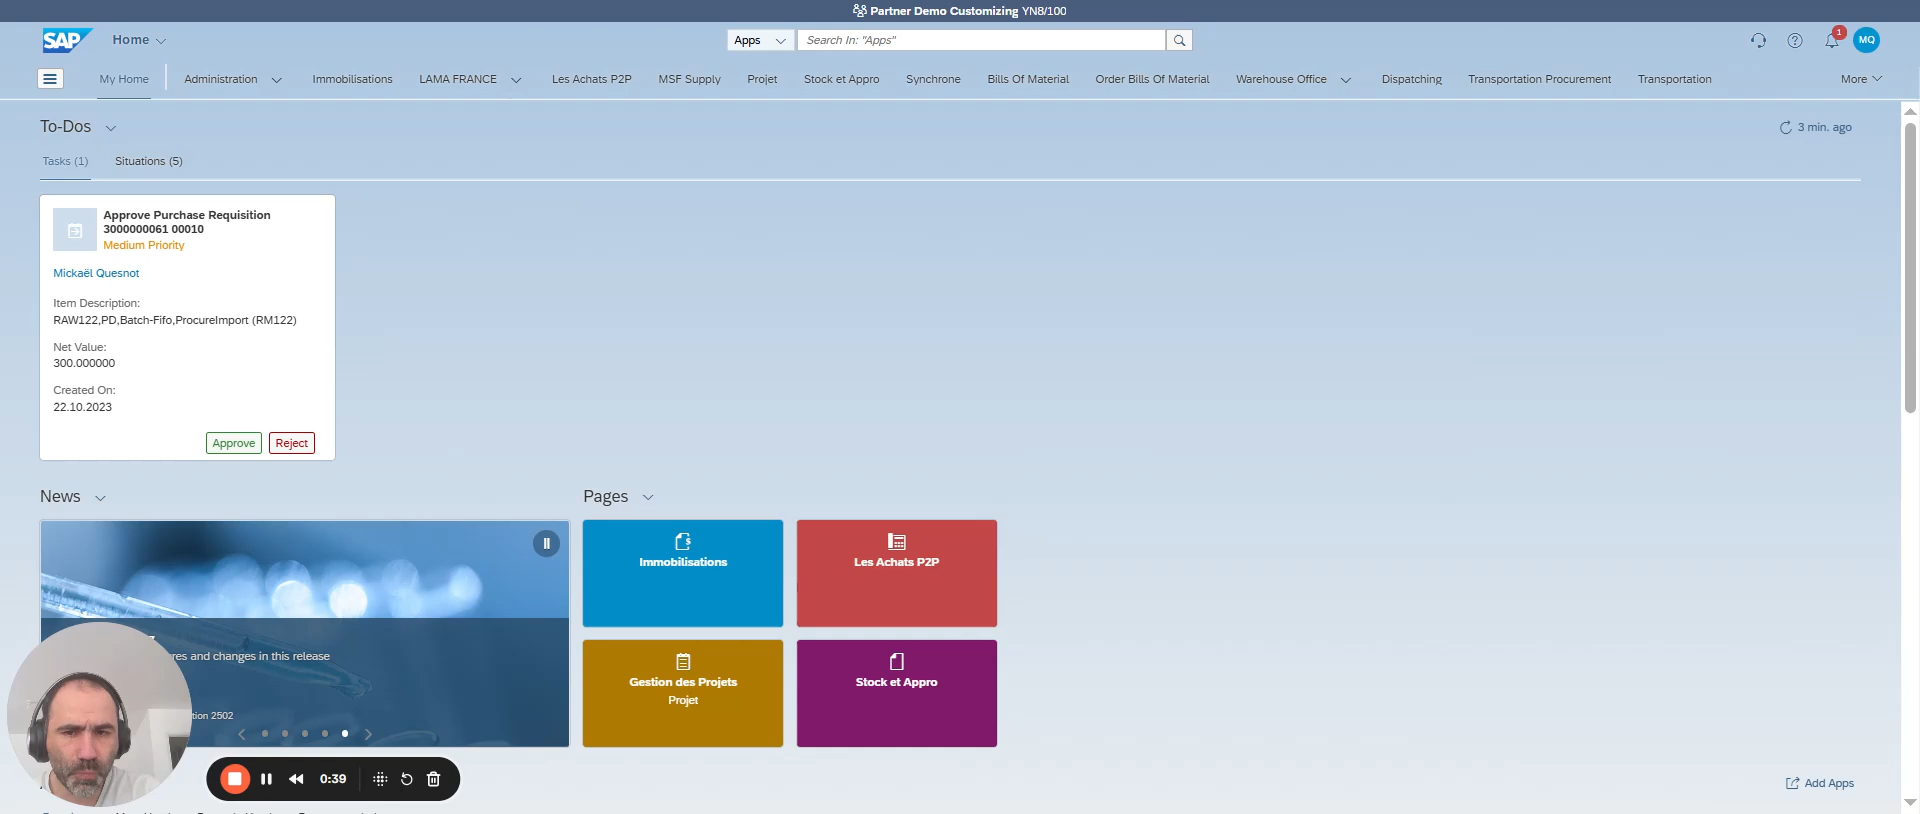 Partner Demo Customizing YN8/100
SAP
Home
Apps
Search In: "Apps"
1
MQ
My Home
Administration
Immobilisations
LAMA FRANCE
Les Achats P2P
MSF Supply
Projet
Stock et Appro
Synchrone
Bills Of Material
Order Bills Of Material
Warehouse Office
Dispatching
Transportation Procurement
Transportation
More
To-Dos
3 min. ago
Tasks (1)
Situations (5)
Approve Purchase Requisition
3000000061 00010
Medium Priority
Mickaël Quesnot
Item Description:
RAW122,PD,Batch-Fifo,ProcureImport (RM122)
Net Value:
300.000000
Created On:
22.10.2023
Approve
Reject
News
Pages
and changes in this release
2502
Immobilisations
Les Achats P2P
Gestion des Projets
Projet
Stock et Appro
0:39
Add Apps